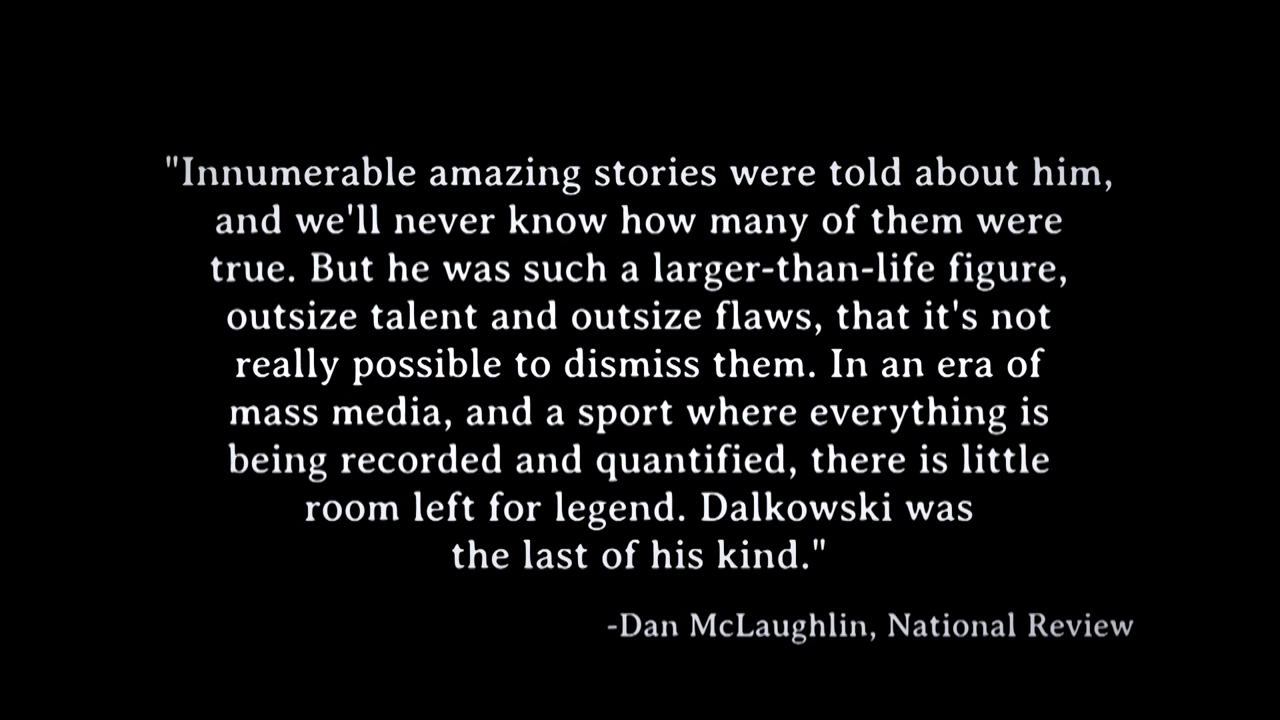 "Innumerable amazing stories were told about him,
and we'll never know how many of them were
true. But he was such a larger-than-life figure,
outsize talent and outsize flaws, that it's not
really possible to dismiss them. In an era of
mass media, and a sport where everything is
being recorded and quantified, there is little
room left for legend. Dalkowski was
the last of his kind."
-Dan McLaughlin, National Review